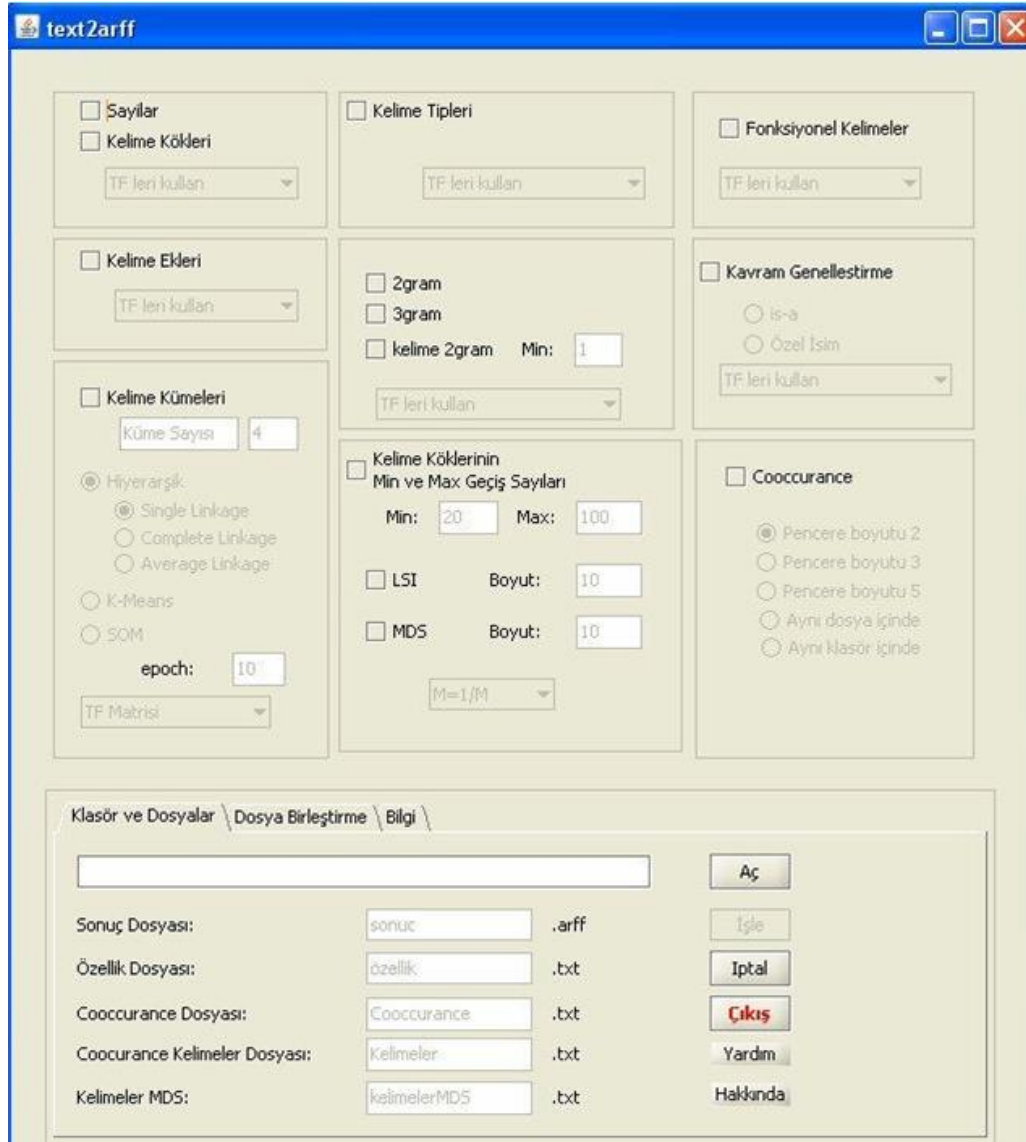 text2arff
Sayilar
Kelime Kökleri
TF leri kullan
Kelime Tipleri
TF leri kullan
Fonksiyonel Kelimeler
TF leri kullan
Kelime Ekleri
TF leri kullan
2gram
3gram
kelime 2gram Min: 1
TF leri kullan
Kavram Genellestirme
is-a
Özel İsim
TF leri kullan
Kelime Kümeleri
Küme Sayısı 4
Hiyerarşik
Single Linkage
Complete Linkage
Average Linkage
K-Means
SOM
epoch: 10
TF Matrisi
Kelime Köklerinin
Min ve Max Geçiş Sayıları
Min: 20 Max: 100
LSI Boyut: 10
MDS Boyut: 10
M=1/M
Cooccurance
Pencere boyutu 2
Pencere boyutu 3
Pencere boyutu 5
Aynı dosya içinde
Aynı klasör içinde
Klasör ve Dosyalar Dosya Birleştirme Bilgi
Aç
Sonuç Dosyası: sonuc .arff İşle
Özellik Dosyası: özellik .txt Iptal
Cooccurance Dosyası: Cooccurance .txt Çıkış
Coocurance Kelimeler Dosyası: Kelimeler .txt Yardım
Kelimeler MDS: kelimelerMDS .txt Hakkında